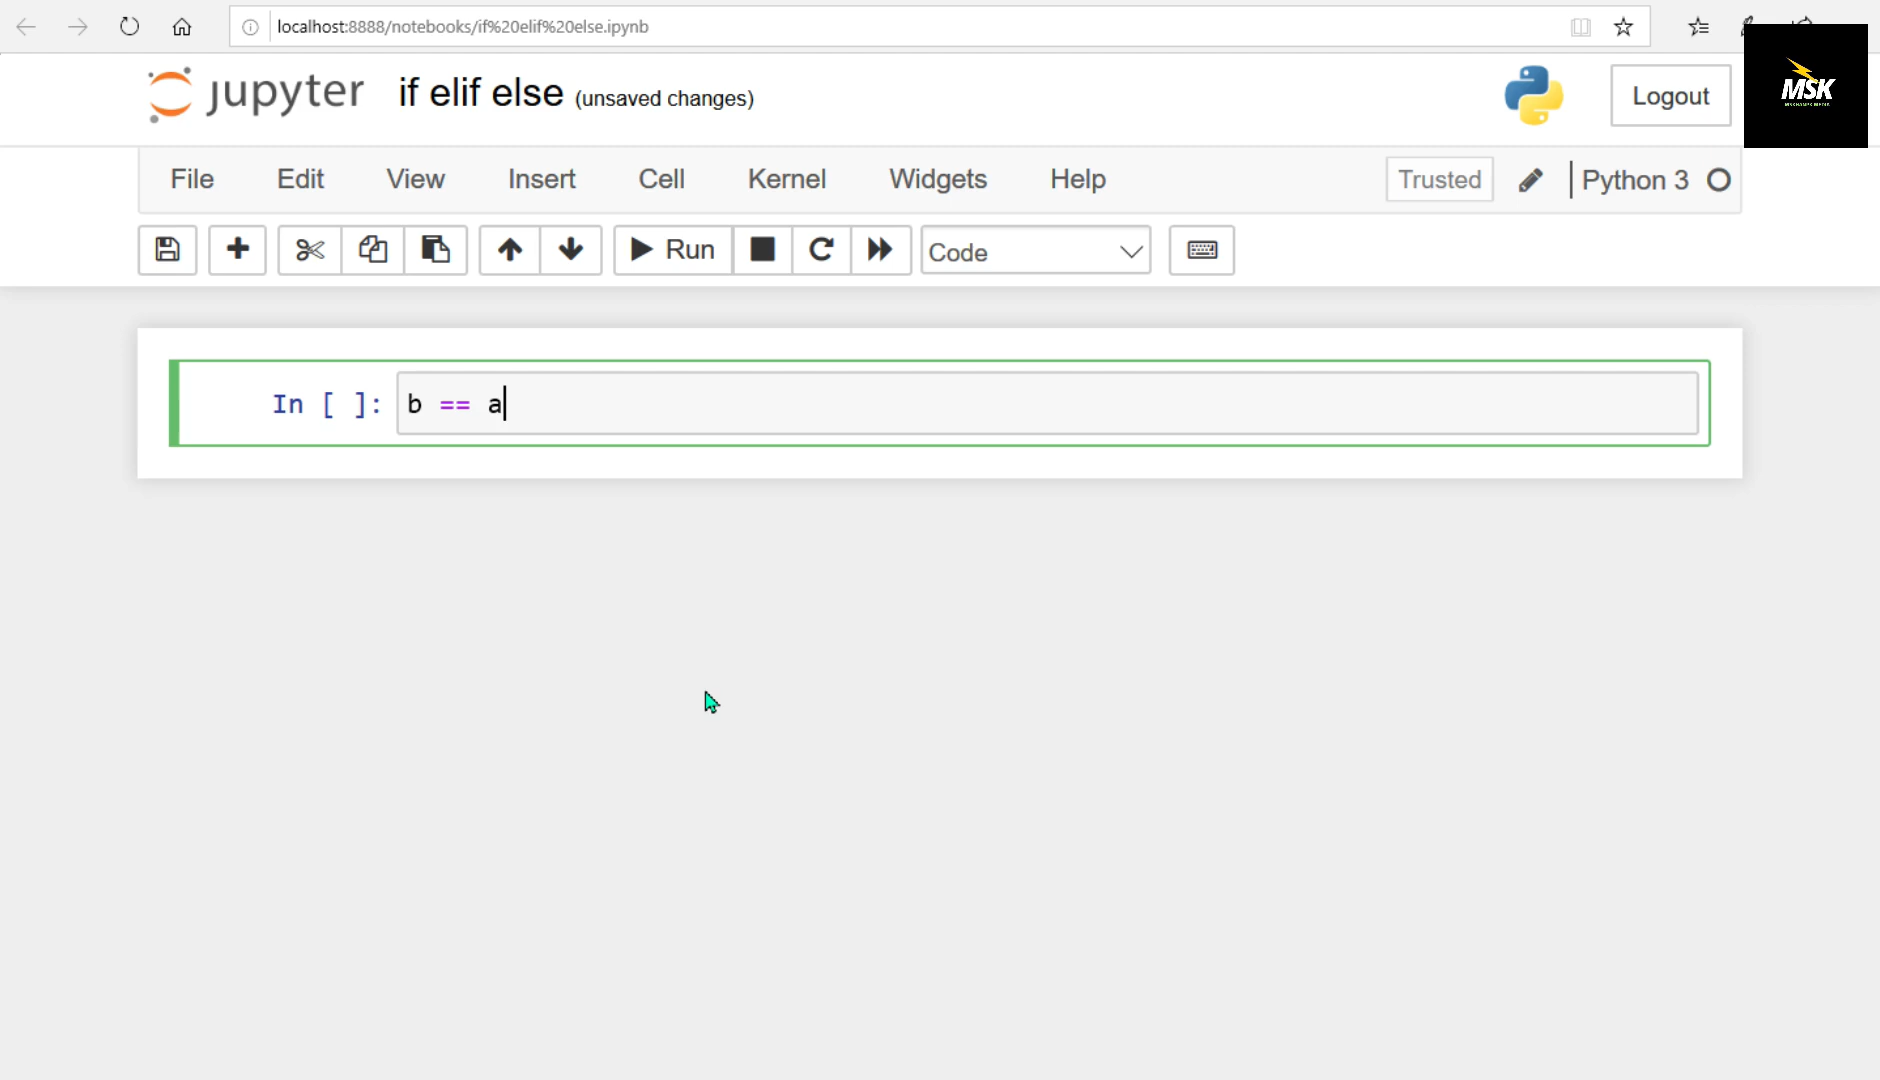 localhost:8888/notebooks/if%20elif%20else.ipynb
jupyter if elif else (unsaved changes)
Logout
MSK
File Edit View Insert Cell Kernel Widgets Help Trusted Python 3
Run Code
In [ ]: b == a